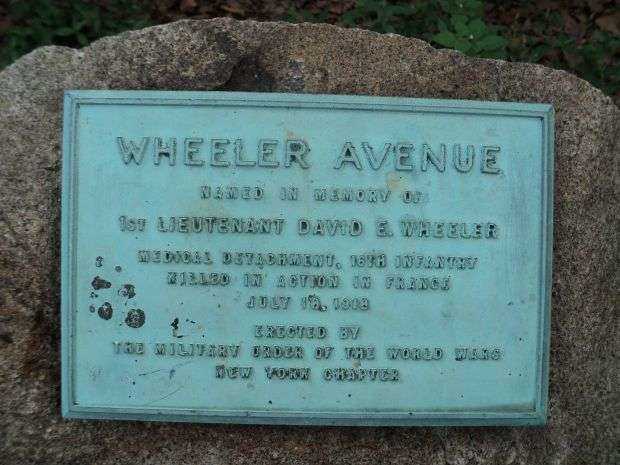 WHEELER AVENUE
NAMED IN MEMORY OF
1ST LIEUTENANT DAVID E. WHEELER
MEDICAL DETACHMENT, 16TH INFANTRY
KILLED IN ACTION IN FRANCE
JULY 18, 1918
ERECTED BY
THE MILITARY ORDER OF THE WORLD WARS
NEW YORK CHAPTER